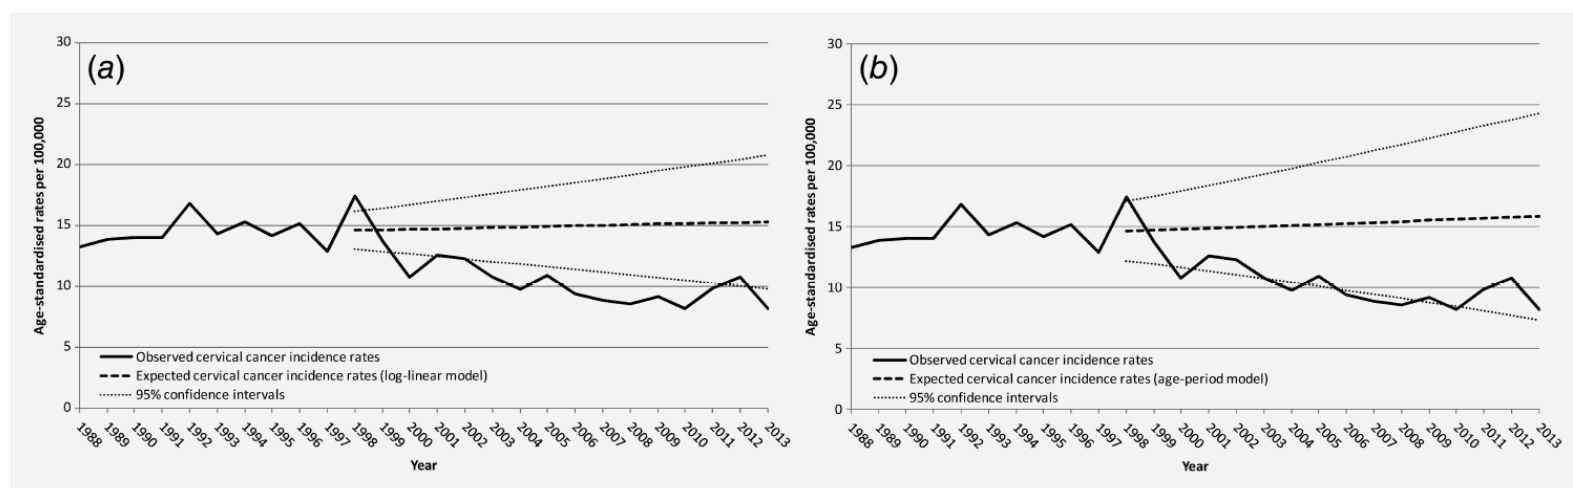 (a)
Age-standardised rates per 100,000
30
25
20
15
10
5
0
Observed cervical cancer incidence rates
Expected cervical cancer incidence rates (log-linear model)
95% confidence intervals
1988 1989 1990 1991 1992 1993 1994 1995 1996 1997 1998 1999 2000 2001 2002 2003 2004 2005 2006 2007 2008 2009 2010 2011 2012 2013
Year
(b)
Age-standardised rates per 100,000
30
25
20
15
10
5
0
Observed cervical cancer incidence rates
Expected cervical cancer incidence rates (age-period model)
95% confidence intervals
1988 1989 1990 1991 1992 1993 1994 1995 1996 1997 1998 1999 2000 2001 2002 2003 2004 2005 2006 2007 2008 2009 2010 2011 2012 2013
Year